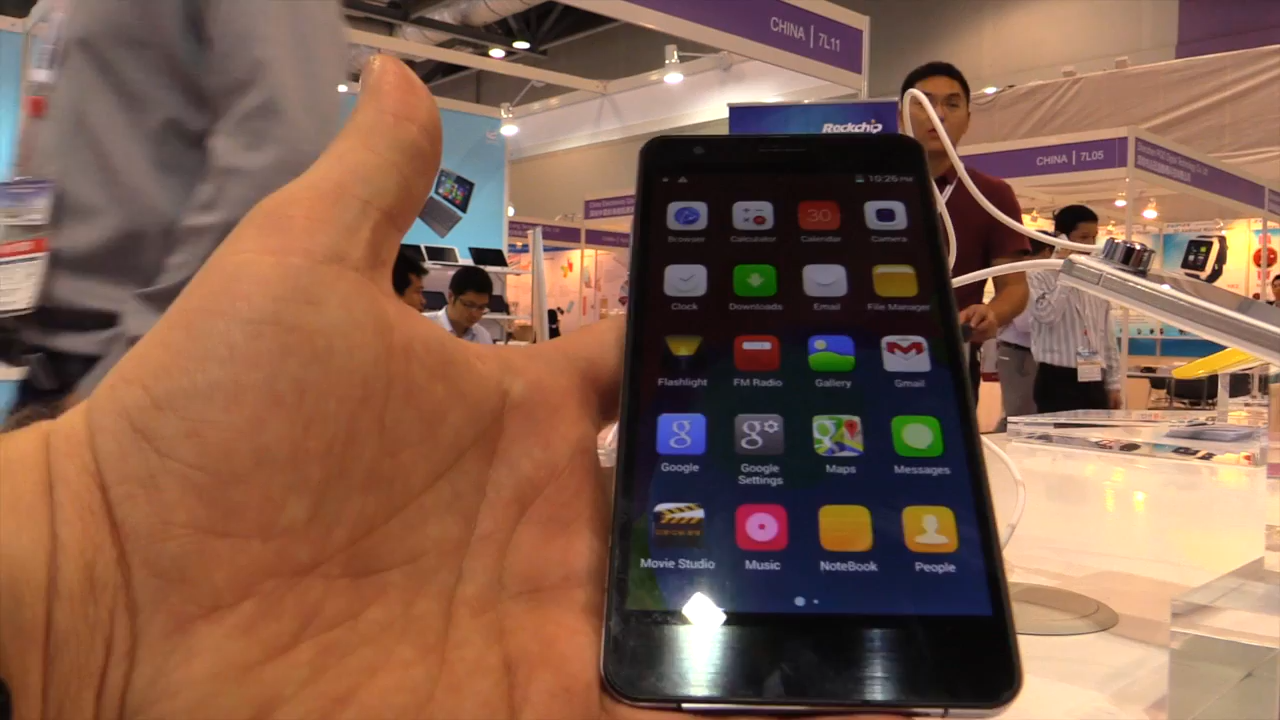 CHINA | 7L11
Rockchip
CHINA | 7L05
10:26 PM
30
Browser
Calculator
Calendar
Camera
Clock
Downloads
Email
File Manager
Flashlight
FM Radio
Gallery
Gmail
Google
Google
Settings
Maps
Messages
Movie Studio
Music
NoteBook
People